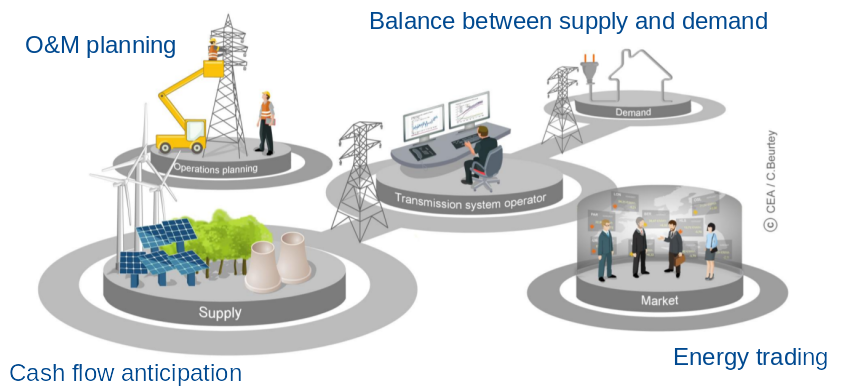 Balance between supply and demand
O&M planning
Demand
Operations planning
Transmission system operator
© CEA / C.Beurtey
Supply
Market
Energy trading
Cash flow anticipation